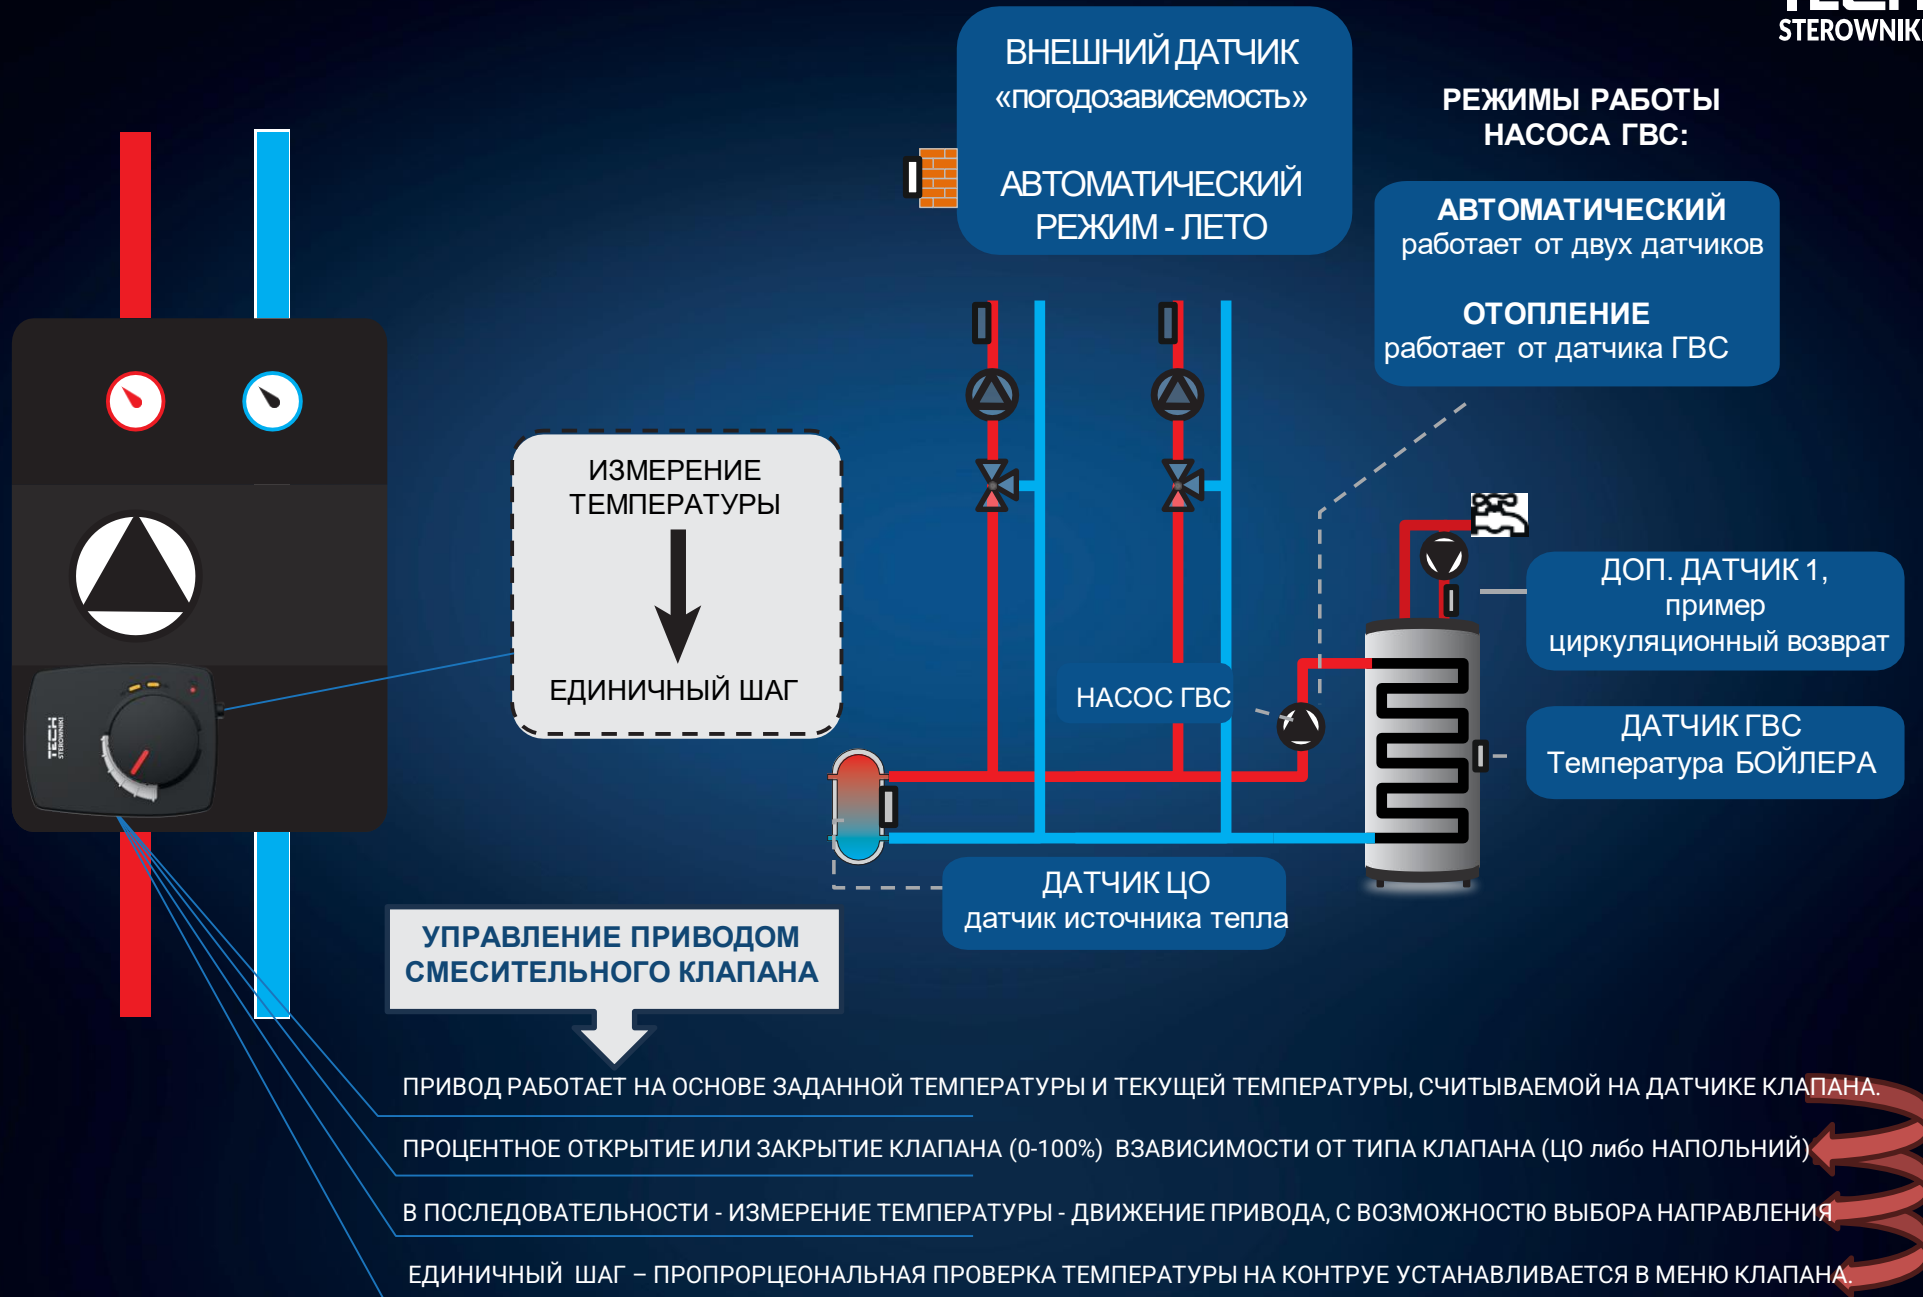 STEROWNIKI
ВНЕШНИЙ ДАТЧИК
«погодозависемость»
АВТОМАТИЧЕСКИЙ
РЕЖИМ - ЛЕТО
РЕЖИМЫ РАБОТЫ
НАСОСА ГВС:
АВТОМАТИЧЕСКИЙ
работает от двух датчиков
ОТОПЛЕНИЕ
работает от датчика ГВС
ИЗМЕРЕНИЕ
ТЕМПЕРАТУРЫ
ЕДИНИЧНЫЙ ШАГ
ДОП. ДАТЧИК 1,
пример
циркуляционный возврат
НАСОС ГВС
ДАТЧИК ГВС
Температура БОЙЛЕРА
TECH
STEROWNIKI
ДАТЧИК ЦО
датчик источника тепла
УПРАВЛЕНИЕ ПРИВОДОМ
СМЕСИТЕЛЬНОГО КЛАПАНА
ПРИВОД РАБОТАЕТ НА ОСНОВЕ ЗАДАННОЙ ТЕМПЕРАТУРЫ И ТЕКУЩЕЙ ТЕМПЕРАТУРЫ, СЧИТЫВАЕМОЙ НА ДАТЧИКЕ КЛАПАНА.
ПРОЦЕНТНОЕ ОТКРЫТИЕ ИЛИ ЗАКРЫТИЕ КЛАПАНА (0-100%) ВЗАВИСИМОСТИ ОТ ТИПА КЛАПАНА (ЦО либо НАПОЛЬНИЙ)
В ПОСЛЕДОВАТЕЛЬНОСТИ - ИЗМЕРЕНИЕ ТЕМПЕРАТУРЫ - ДВИЖЕНИЕ ПРИВОДА, С ВОЗМОЖНОСТЮ ВЫБОРА НАПРАВЛЕНИЯ
ЕДИНИЧНЫЙ ШАГ – ПРОПРОРЦЕОНАЛЬНАЯ ПРОВЕРКА ТЕМПЕРАТУРЫ НА КОНТРУЕ УСТАНАВЛИВАЕТСЯ В МЕНЮ КЛАПАНА.